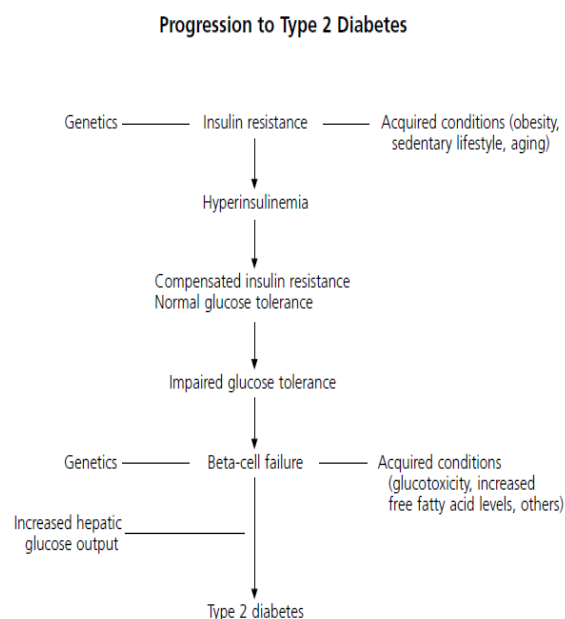 Progression to Type 2 Diabetes
Genetics
Insulin resistance
Acquired conditions (obesity,
sedentary lifestyle, aging)
Hyperinsulinemia
Compensated insulin resistance
Normal glucose tolerance
Impaired glucose tolerance
Genetics
Beta-cell failure
Acquired conditions
(glucotoxicity, increased
free fatty acid levels, others)
Increased hepatic
glucose output
Type 2 diabetes